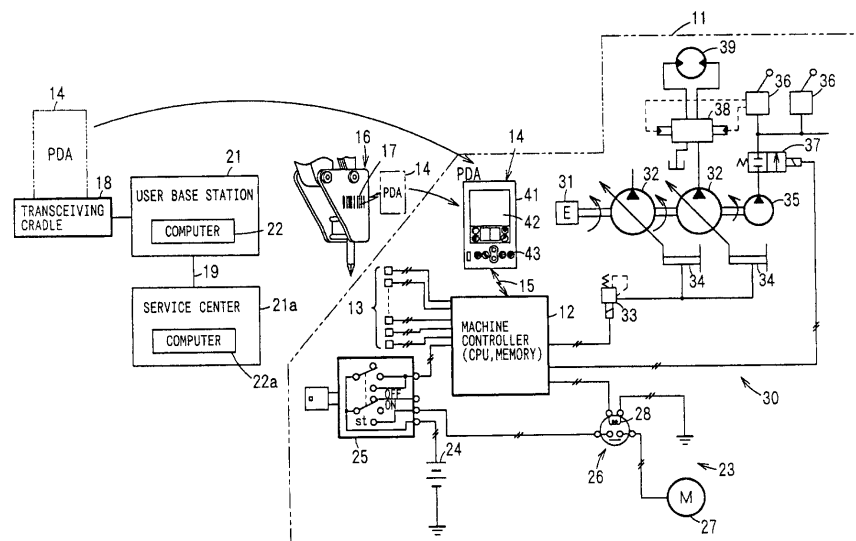 11
39
14
PDA
18
TRANSCEIVING
CRADLE
21
USER BASE STATION
COMPUTER
22
19
SERVICE CENTER
21a
COMPUTER
22a
16
17
14
PDA
PDA
14
41
42
43
15
13
12
MACHINE
CONTROLLER
(CPU,MEMORY)
36
36
38
37
31
E
32
32
35
34
34
33
30
OFF
ON
st
25
24
28
26
23
M
27